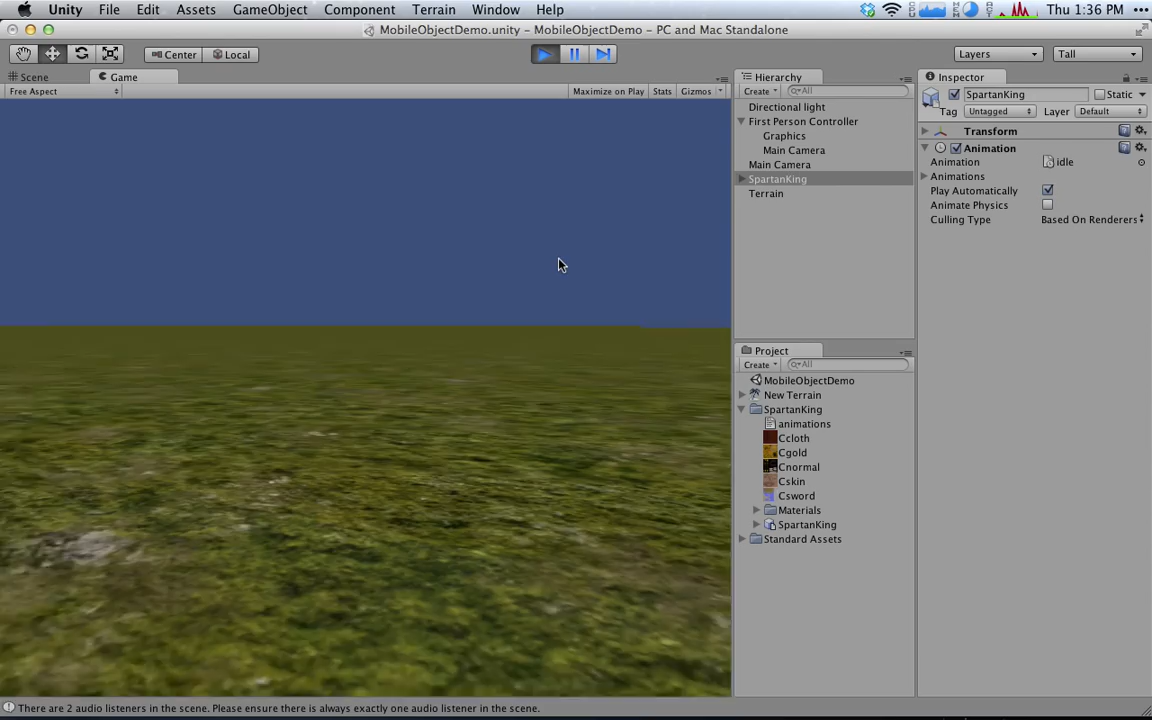 Unity File Edit Assets GameObject Component Terrain Window Help Thu 1:36 PM
MobileObjectDemo.unity – MobileObjectDemo – PC and Mac Standalone
Center Local Layers Tall
Scene Game
Free Aspect Maximize on Play Stats Gizmos
Hierarchy
Create All
Directional light
First Person Controller
Graphics
Main Camera
Main Camera
SpartanKing
Terrain
Project
Create All
MobileObjectDemo
New Terrain
SpartanKing
animations
Ccloth
Cgold
Cnormal
Cskin
Csword
Materials
SpartanKing
Standard Assets
Inspector
SpartanKing Static
Tag Untagged Layer Default
Transform
Animation
Animation idle
Animations
Play Automatically
Animate Physics
Culling Type Based On Renderers
There are 2 audio listeners in the scene. Please ensure there is always exactly one audio listener in the scene.